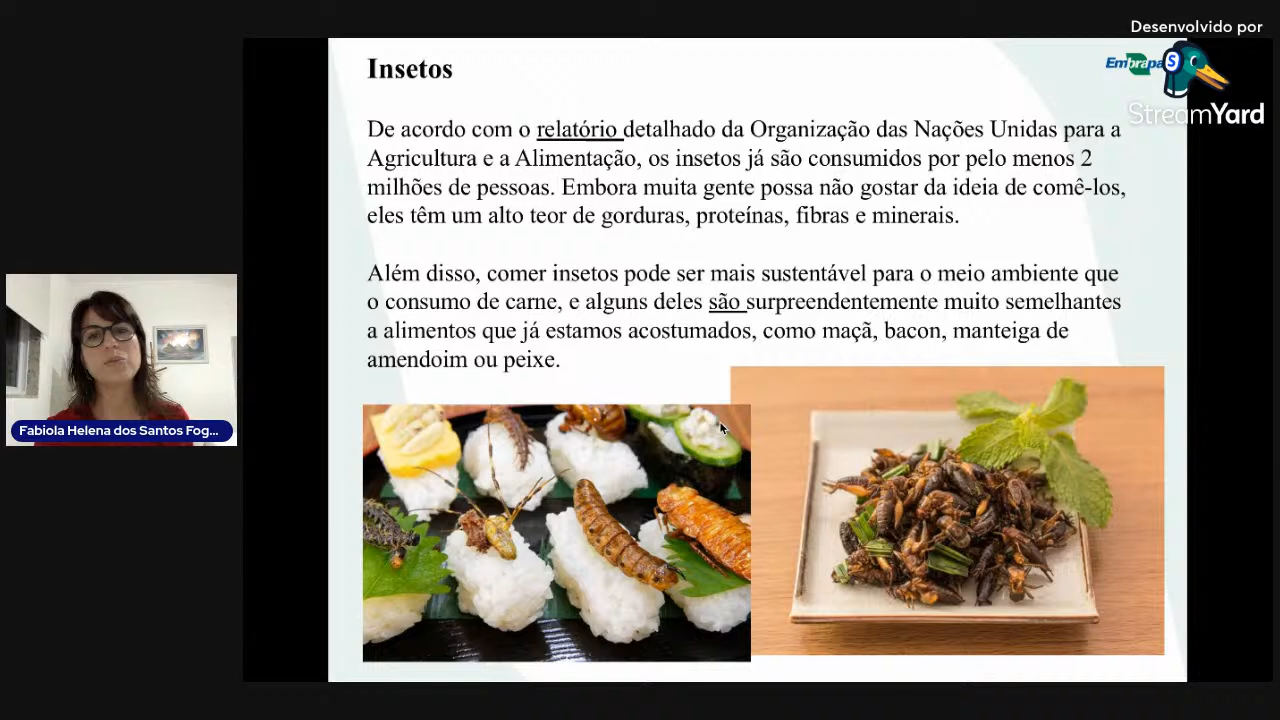 Desenvolvido por
Embrapa
StreamYard
Insetos
De acordo com o relatório detalhado da Organização das Nações Unidas para a
Agricultura e a Alimentação, os insetos já são consumidos por pelo menos 2
milhões de pessoas. Embora muita gente possa não gostar da ideia de comê-los,
eles têm um alto teor de gorduras, proteínas, fibras e minerais.
Além disso, comer insetos pode ser mais sustentável para o meio ambiente que
o consumo de carne, e alguns deles são surpreendentemente muito semelhantes
a alimentos que já estamos acostumados, como maçã, bacon, manteiga de
amendoim ou peixe.
Fabiola Helena dos Santos Fog...